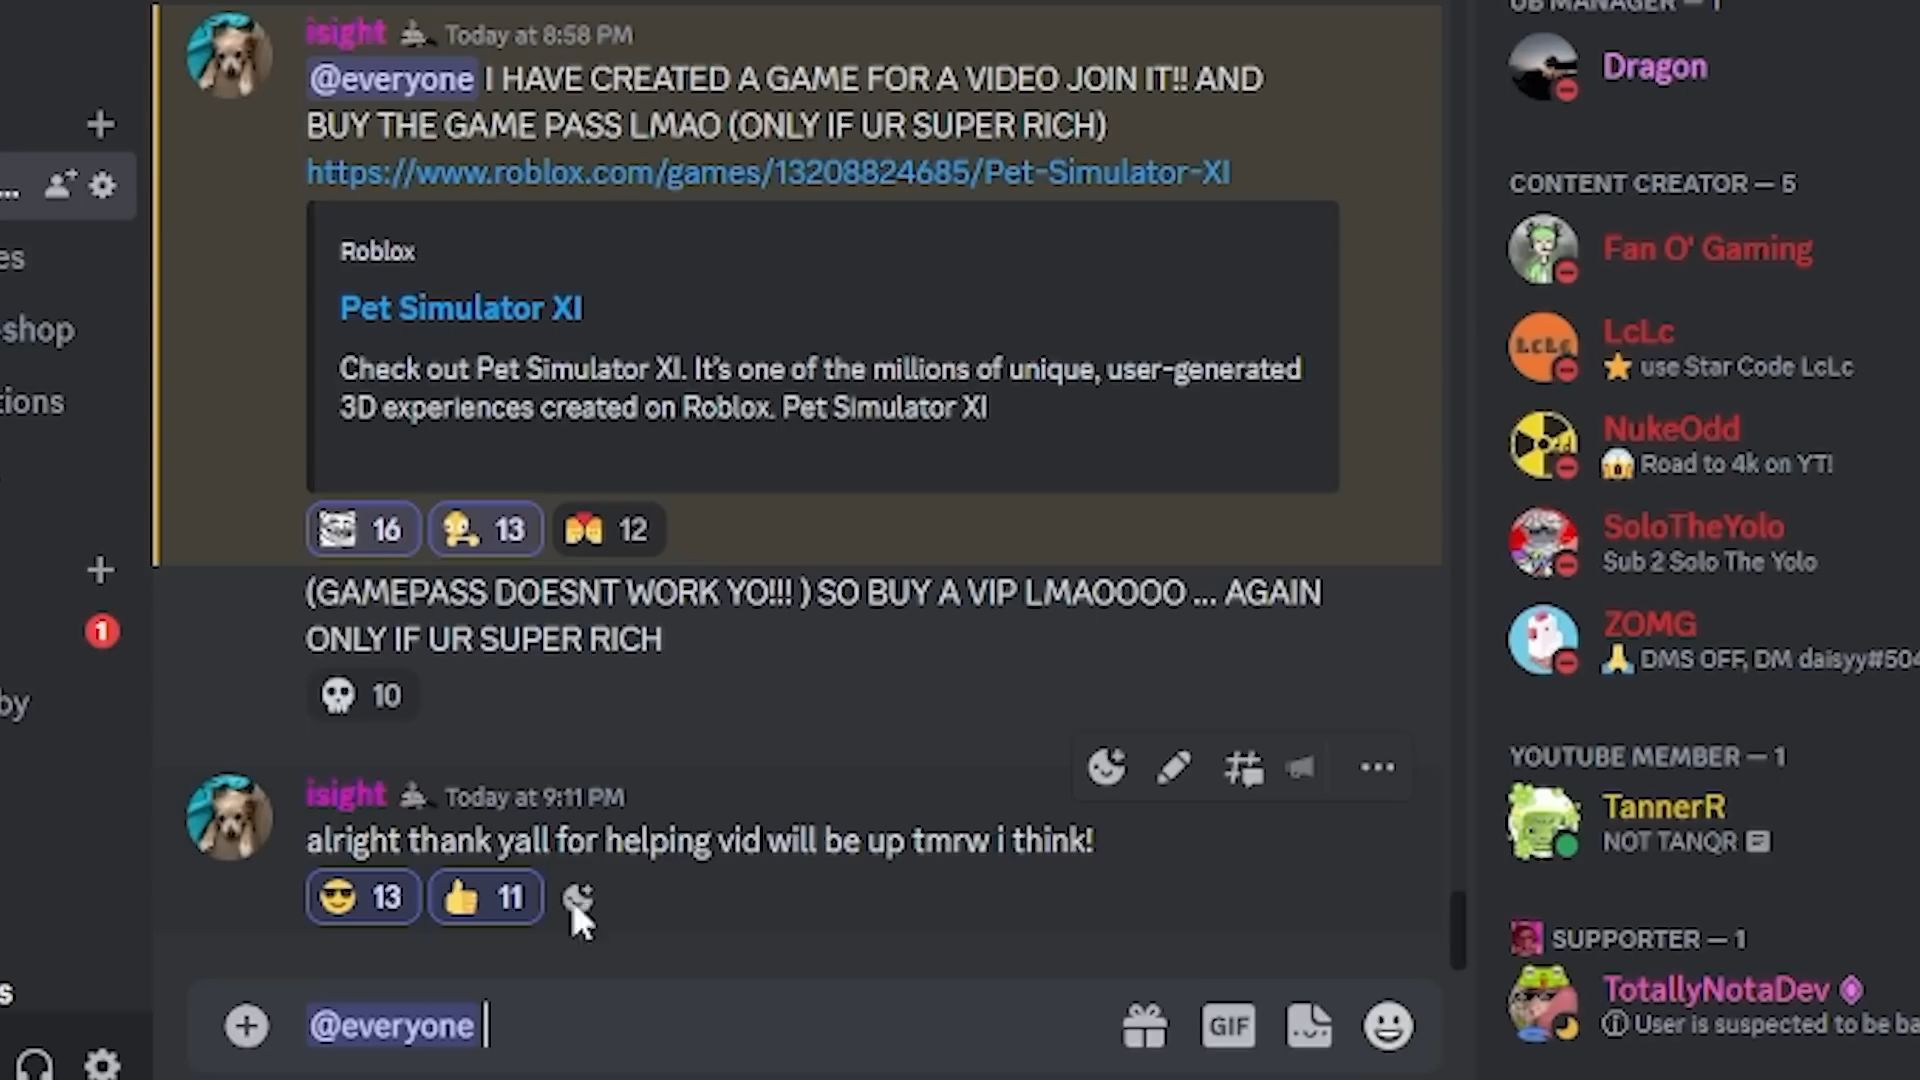 isight Today at 8:58 PM
@everyone I HAVE CREATED A GAME FOR A VIDEO JOIN IT!! AND
BUY THE GAME PASS LMAO (ONLY IF UR SUPER RICH)
https://www.roblox.com/games/13208824685/Pet-Simulator-XI
Roblox
Pet Simulator XI
Check out Pet Simulator XI. It's one of the millions of unique, user-generated
3D experiences created on Roblox. Pet Simulator XI
16 13 12
(GAMEPASS DOESNT WORK YO!!! ) SO BUY A VIP LMAOOOO ... AGAIN
ONLY IF UR SUPER RICH
10
isight Today at 9:11 PM
alright thank yall for helping vid will be up tmrw i think!
13 11
@everyone
GIF
...
es
-shop
tions
1
by
s
UB MANAGER — 1
Dragon
CONTENT CREATOR — 5
Fan O' Gaming
LcLc
LcLc
use Star Code LcLc
NukeOdd
Road to 4k on YT!
SoloTheYolo
Sub 2 Solo The Yolo
ZOMG
DMS OFF, DM daisyy#504
YOUTUBE MEMBER — 1
TannerR
NOT TANQR
SUPPORTER — 1
TotallyNotaDev
User is suspected to be ba